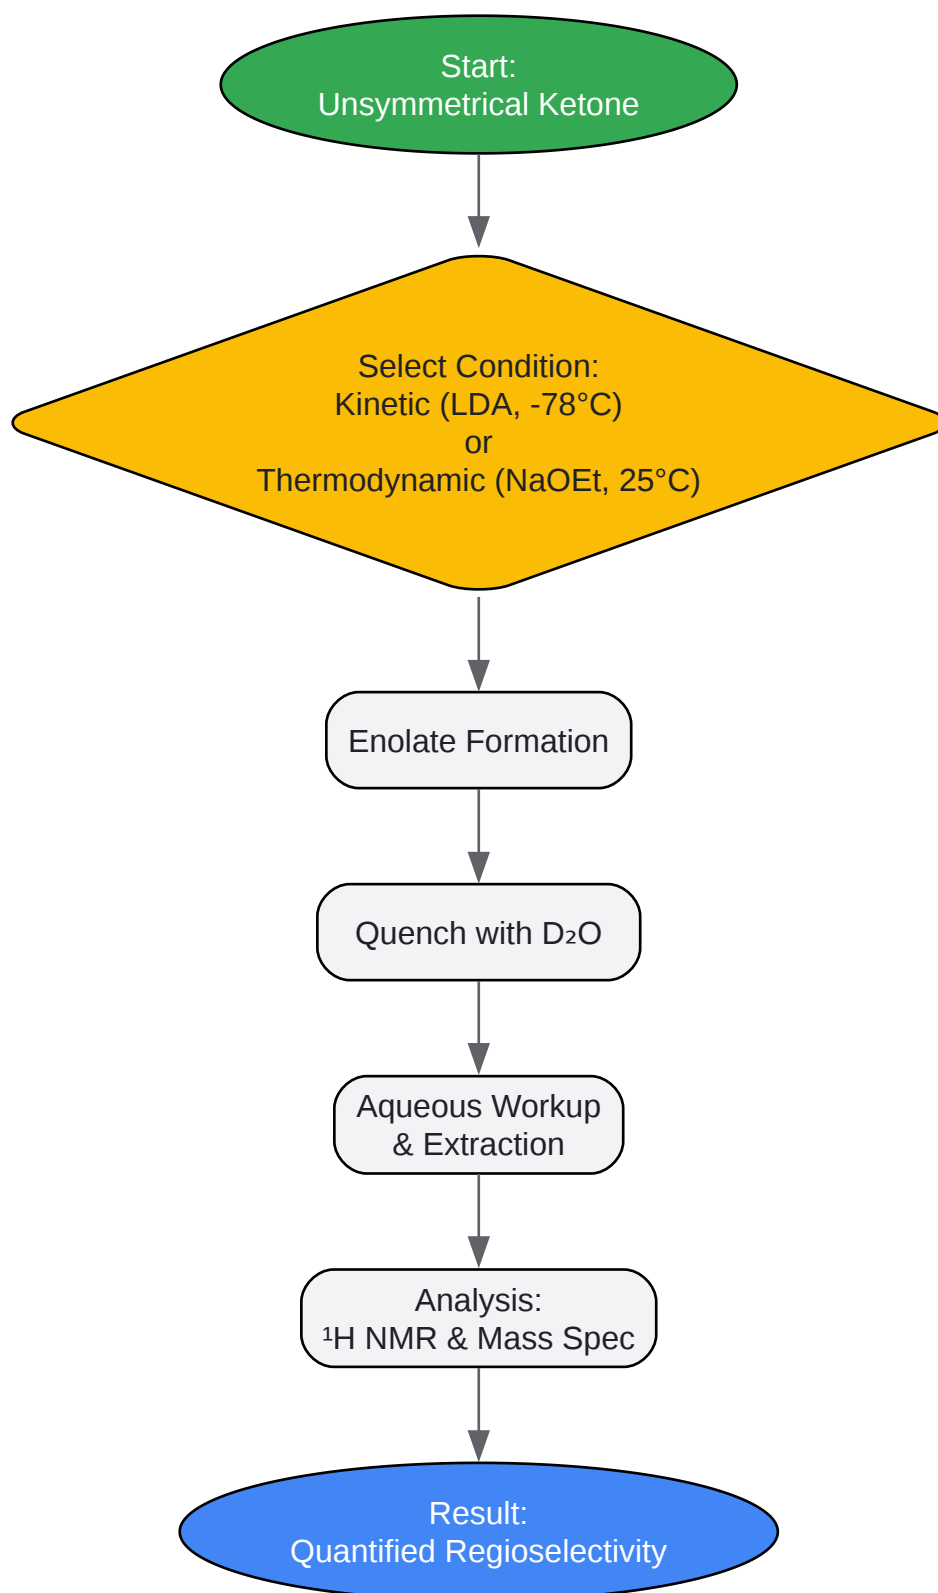 Start:
Unsymmetrical Ketone
Select Condition:
Kinetic (LDA, -78°C)
or
Thermodynamic (NaOEt, 25°C)
Enolate Formation
Quench with D₂O
Aqueous Workup
& Extraction
Analysis:
¹H NMR & Mass Spec
Result:
Quantified Regioselectivity